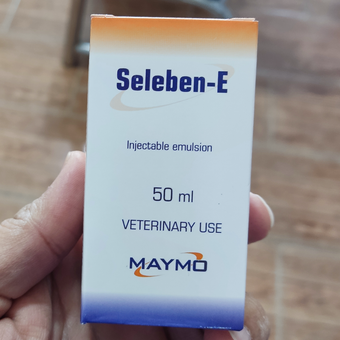 Seleben-E
Injectable emulsion
50 ml
VETERINARY USE
MAYMO